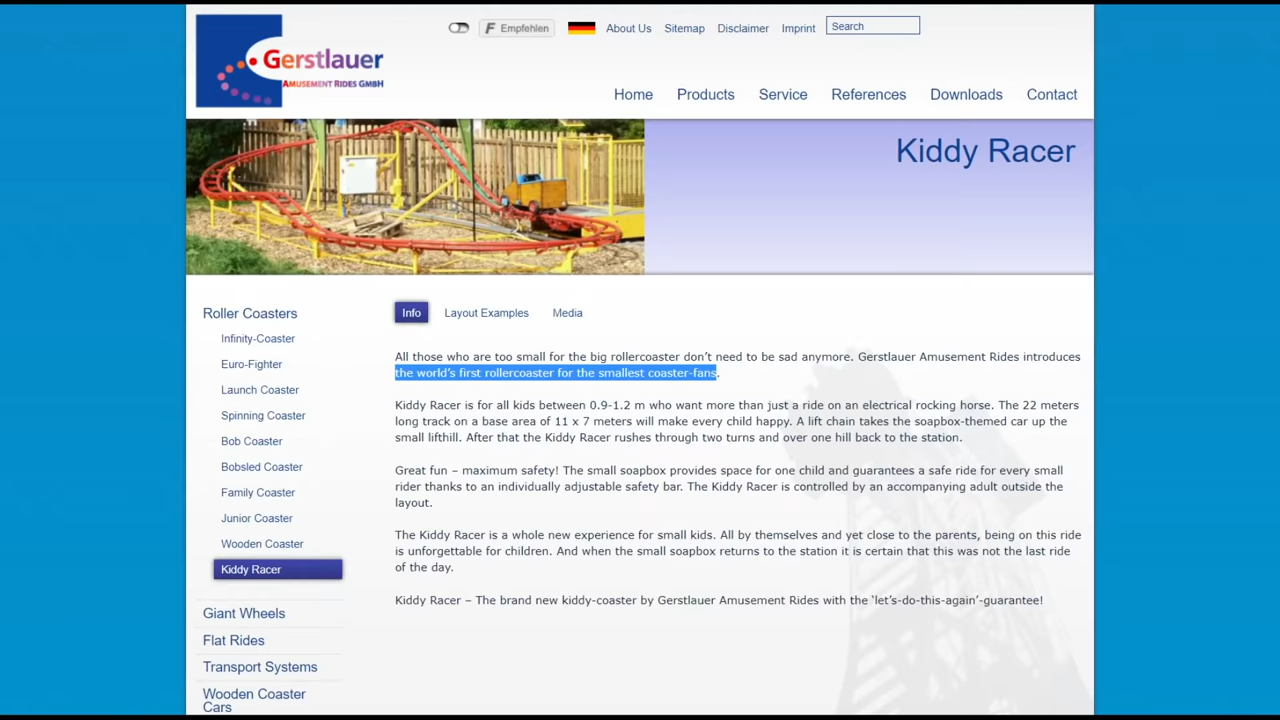 Gerstlauer
AMUSEMENT RIDES GMBH
F Empfehlen
About Us
Sitemap
Disclaimer
Imprint
Search
Home
Products
Service
References
Downloads
Contact
Kiddy Racer
Roller Coasters
Infinity-Coaster
Euro-Fighter
Launch Coaster
Spinning Coaster
Bob Coaster
Bobsled Coaster
Family Coaster
Junior Coaster
Wooden Coaster
Kiddy Racer
Giant Wheels
Flat Rides
Transport Systems
Wooden Coaster
Cars
Info
Layout Examples
Media
All those who are too small for the big rollercoaster don’t need to be sad anymore. Gerstlauer Amusement Rides introduces
the world’s first rollercoaster for the smallest coaster-fans.
Kiddy Racer is for all kids between 0.9-1.2 m who want more than just a ride on an electrical rocking horse. The 22 meters
long track on a base area of 11 x 7 meters will make every child happy. A lift chain takes the soapbox-themed car up the
small lifthill. After that the Kiddy Racer rushes through two turns and over one hill back to the station.
Great fun – maximum safety! The small soapbox provides space for one child and guarantees a safe ride for every small
rider thanks to an individually adjustable safety bar. The Kiddy Racer is controlled by an accompanying adult outside the
layout.
The Kiddy Racer is a whole new experience for small kids. All by themselves and yet close to the parents, being on this ride
is unforgettable for children. And when the small soapbox returns to the station it is certain that this was not the last ride
of the day.
Kiddy Racer – The brand new kiddy-coaster by Gerstlauer Amusement Rides with the ‘let’s-do-this-again’-guarantee!